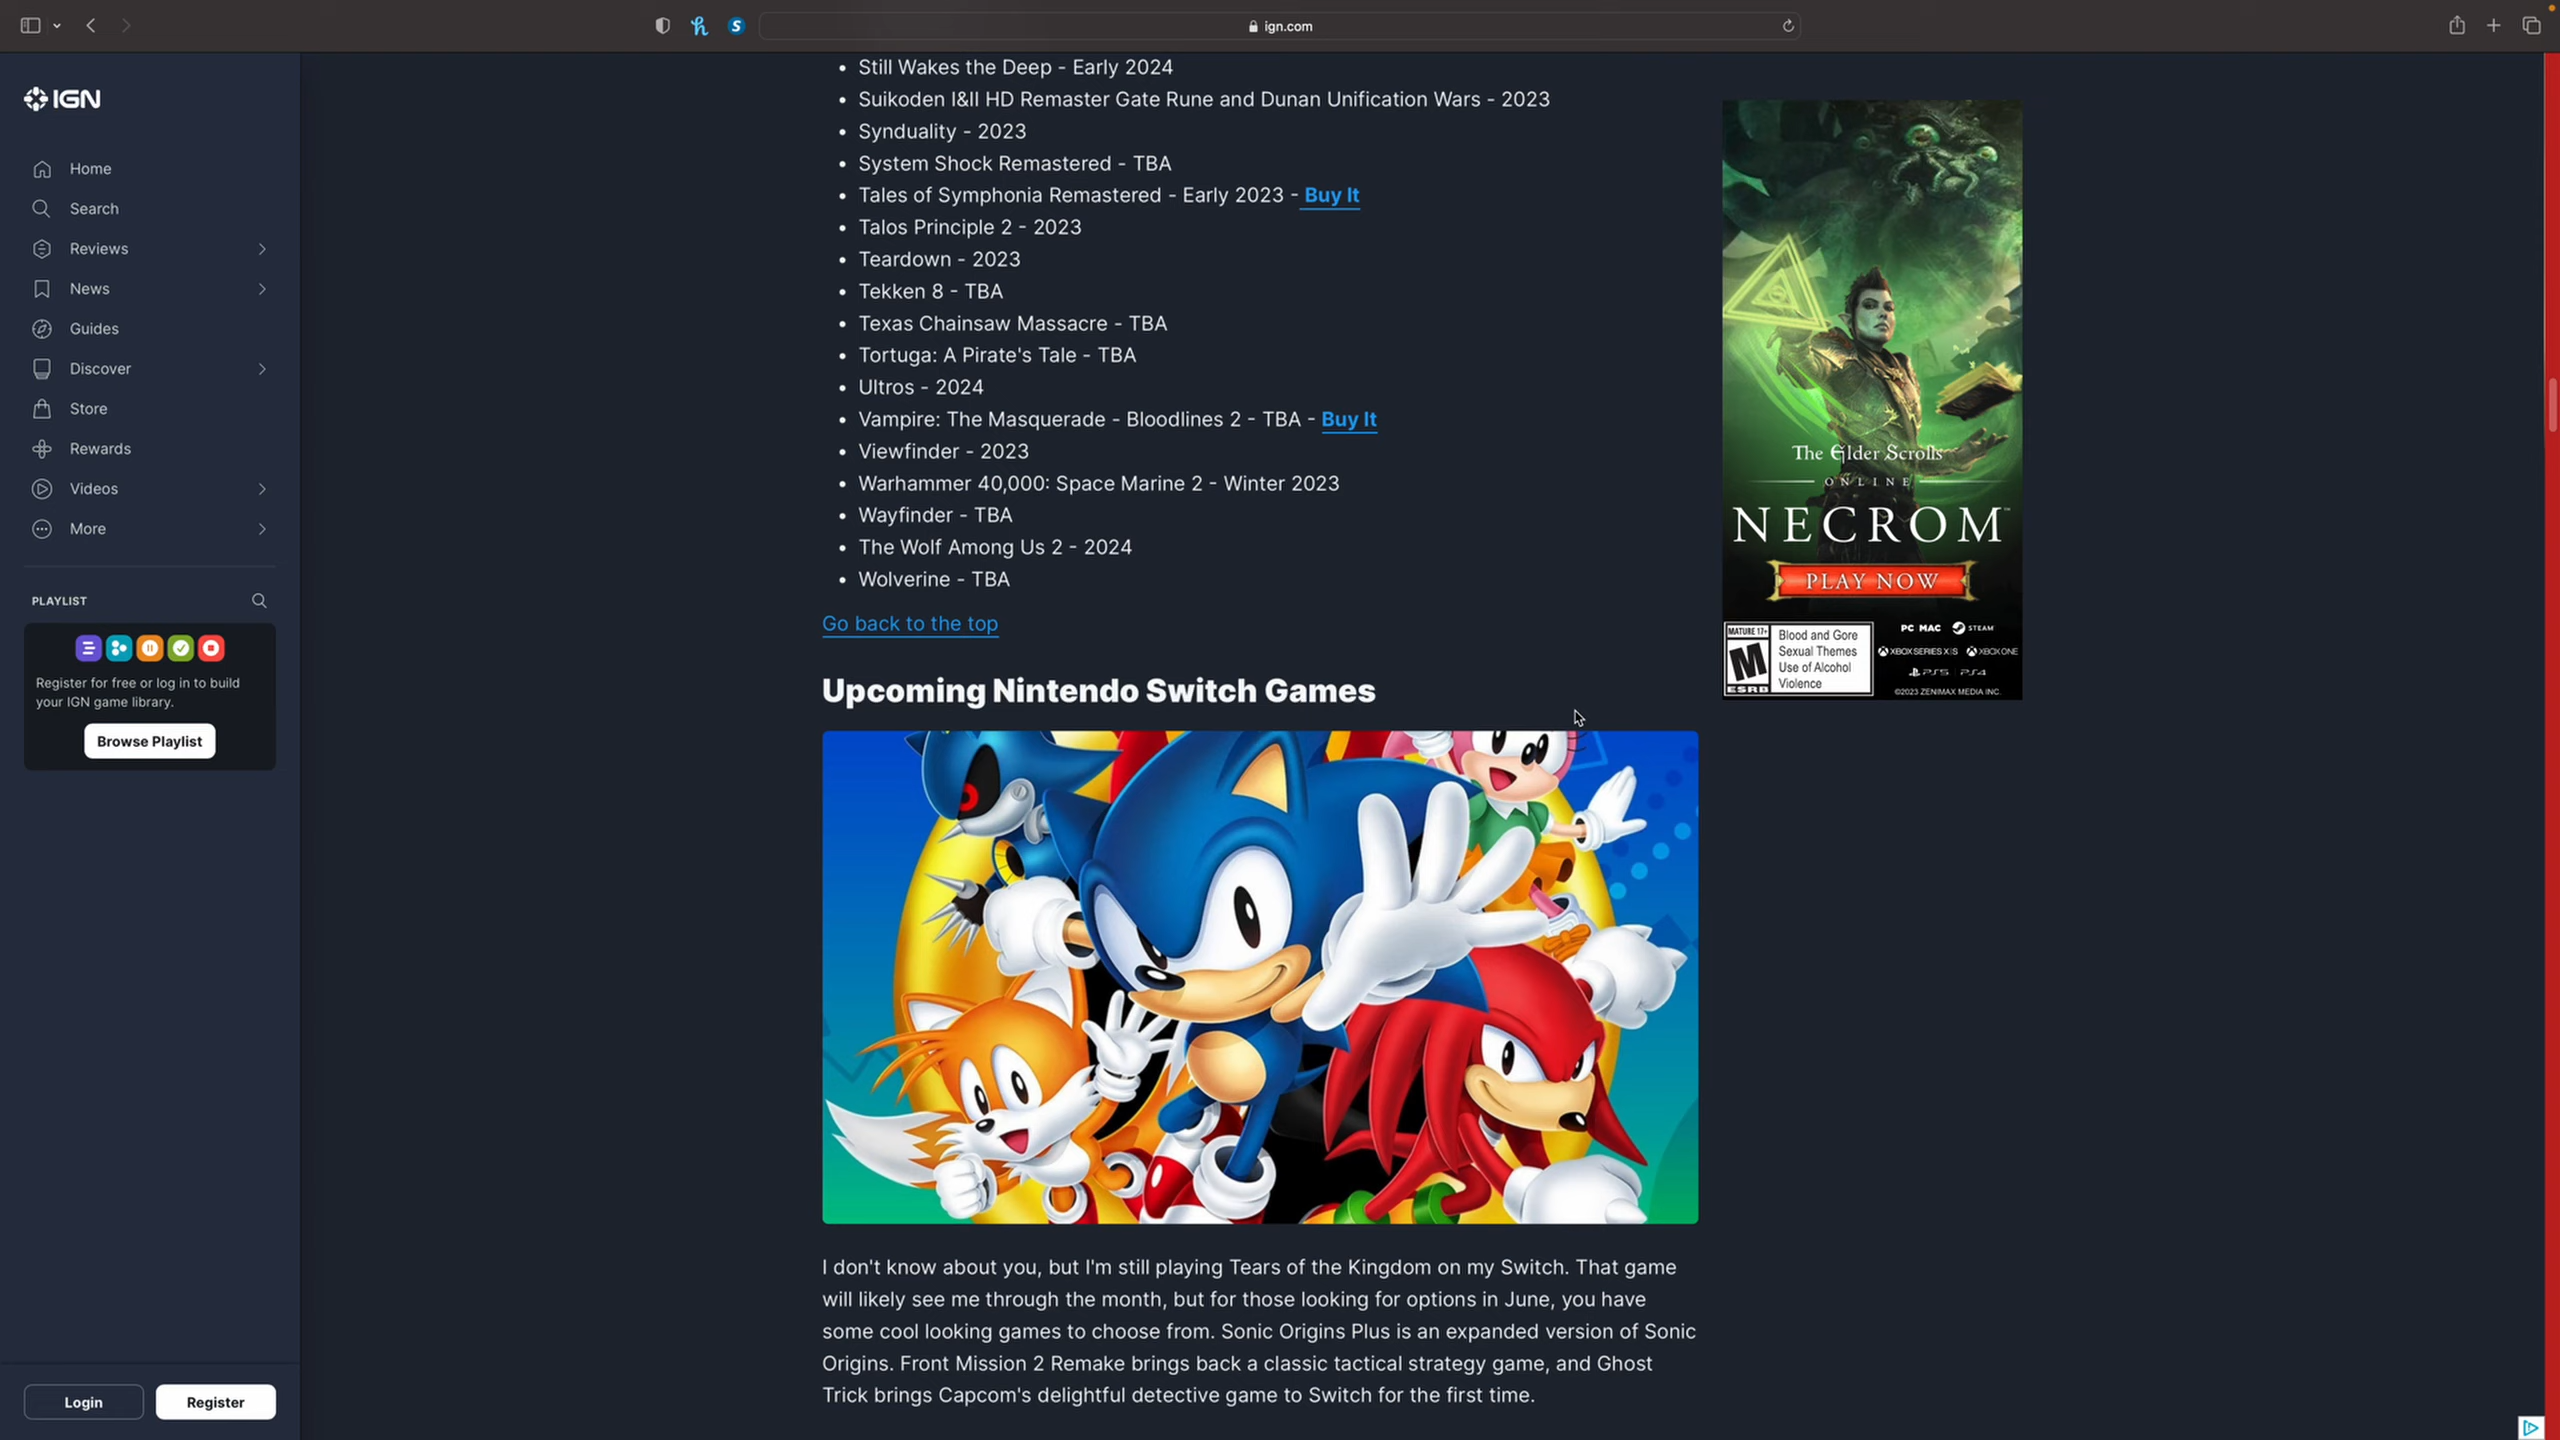 ign.com
IGN
Home
Search
Reviews
News
Guides
Discover
Store
Rewards
Videos
More
PLAYLIST
Register for free or log in to build
your IGN game library.
Browse Playlist
Login
Register
• Still Wakes the Deep - Early 2024
• Suikoden I&II HD Remaster Gate Rune and Dunan Unification Wars - 2023
• Synduality - 2023
• System Shock Remastered - TBA
• Tales of Symphonia Remastered - Early 2023 - Buy It
• Talos Principle 2 - 2023
• Teardown - 2023
• Tekken 8 - TBA
• Texas Chainsaw Massacre - TBA
• Tortuga: A Pirate's Tale - TBA
• Ultros - 2024
• Vampire: The Masquerade - Bloodlines 2 - TBA - Buy It
• Viewfinder - 2023
• Warhammer 40,000: Space Marine 2 - Winter 2023
• Wayfinder - TBA
• The Wolf Among Us 2 - 2024
• Wolverine - TBA
Go back to the top
Upcoming Nintendo Switch Games
I don't know about you, but I'm still playing Tears of the Kingdom on my Switch. That game
will likely see me through the month, but for those looking for options in June, you have
some cool looking games to choose from. Sonic Origins Plus is an expanded version of Sonic
Origins. Front Mission 2 Remake brings back a classic tactical strategy game, and Ghost
Trick brings Capcom's delightful detective game to Switch for the first time.
The Elder Scrolls
ONLINE
NECROM™
PLAY NOW
MATURE 17+
M
ESRB
Blood and Gore
Sexual Themes
Use of Alcohol
Violence
PC MAC STEAM
XBOX SERIES X|S XBOX ONE
PS5 PS4
©2023 ZENIMAX MEDIA INC.